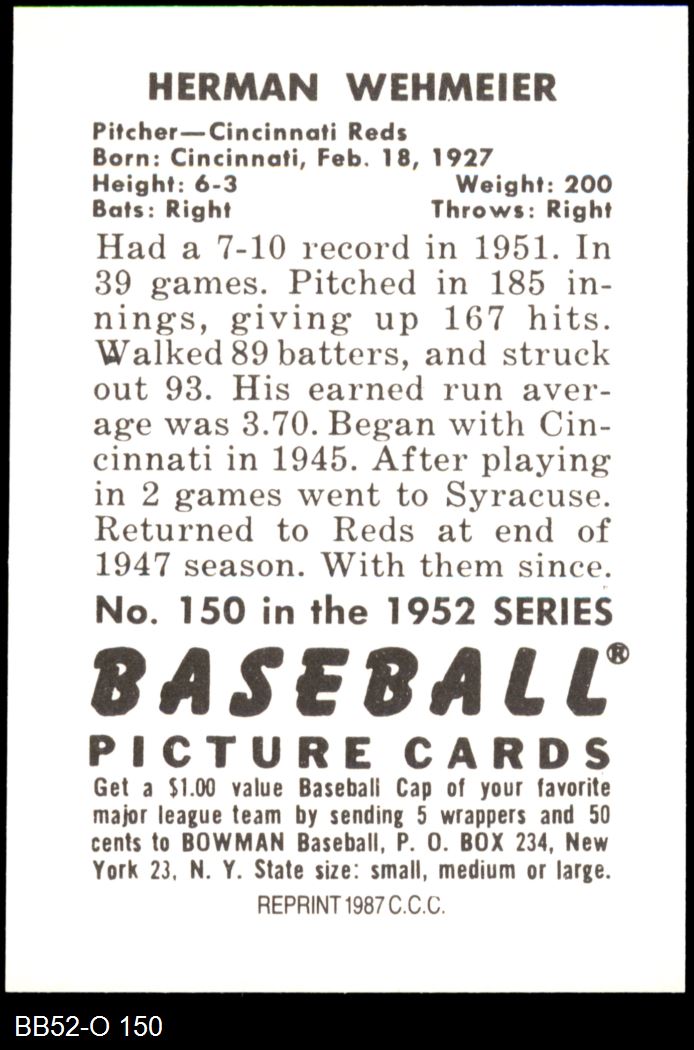 HERMAN WEHMEIER
Pitcher—Cincinnati Reds
Born: Cincinnati, Feb. 18, 1927
Height: 6-3 Weight: 200
Bats: Right Throws: Right
Had a 7-10 record in 1951. In
39 games. Pitched in 185 in-
nings, giving up 167 hits.
Walked 89 batters, and struck
out 93. His earned run aver-
age was 3.70. Began with Cin-
cinnati in 1945. After playing
in 2 games went to Syracuse.
Returned to Reds at end of
1947 season. With them since.
No. 150 in the 1952 SERIES
BASEBALL®
PICTURE CARDS
Get a $1.00 value Baseball Cap of your favorite
major league team by sending 5 wrappers and 50
cents to BOWMAN Baseball, P. O. BOX 234, New
York 23, N. Y. State size: small, medium or large.
REPRINT 1987 C.C.C.
BB52-O 150